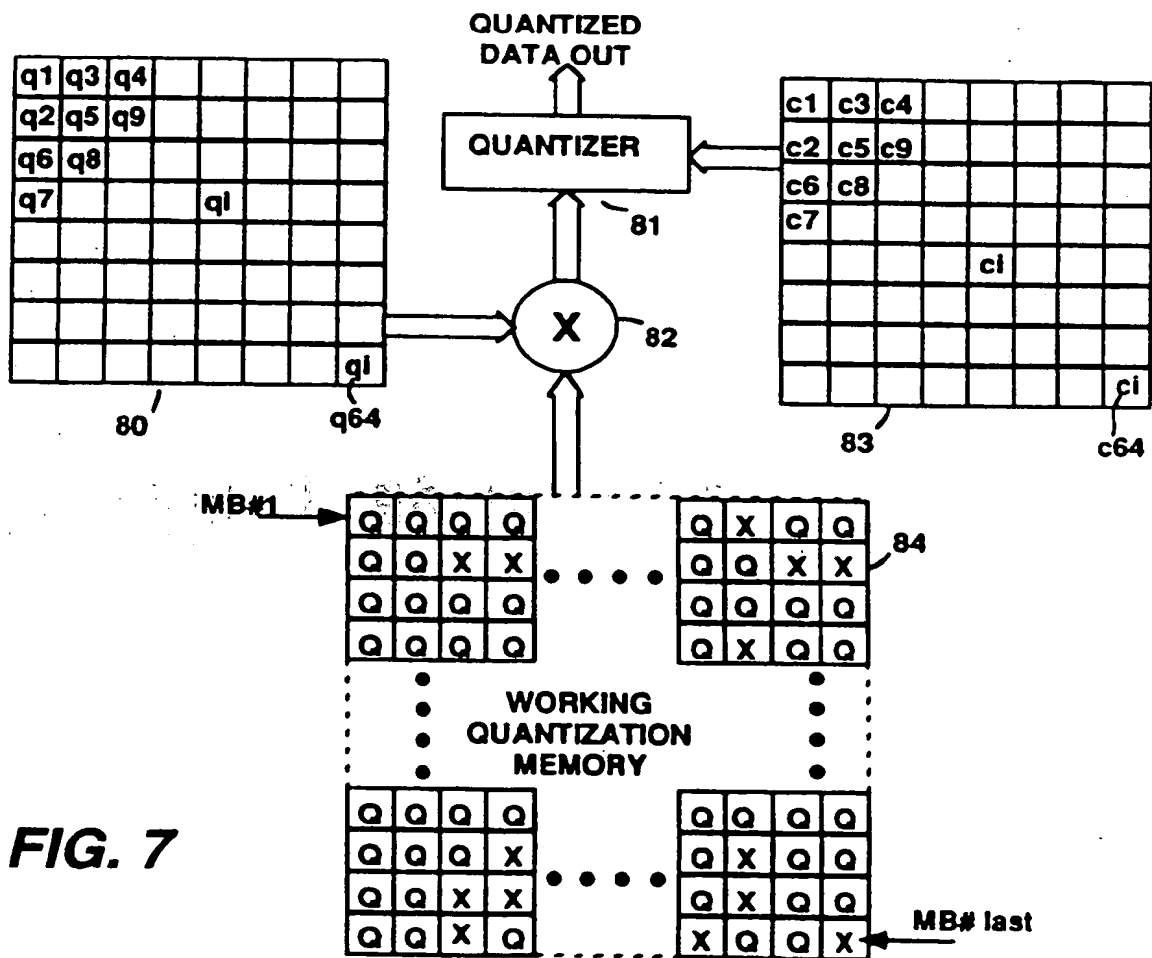 QUANTIZED
DATA OUT
q1 q3 q4
q2 q5 q9
q6 q8
q7 qi
qi
q64
80
QUANTIZER
81
X
82
c1 c3 c4
c2 c5 c9
c6 c8
c7
ci
ci
c64
83
MB#1
Q Q Q Q
Q Q X X
Q Q Q Q
Q Q Q Q
Q X Q Q
Q Q X X
Q Q Q Q
Q X Q Q
84
WORKING
QUANTIZATION
MEMORY
Q Q Q Q
Q Q Q X
Q Q X X
Q Q X Q
Q Q Q Q
Q X Q Q
Q X Q Q
X Q Q X
MB# last
FIG. 7